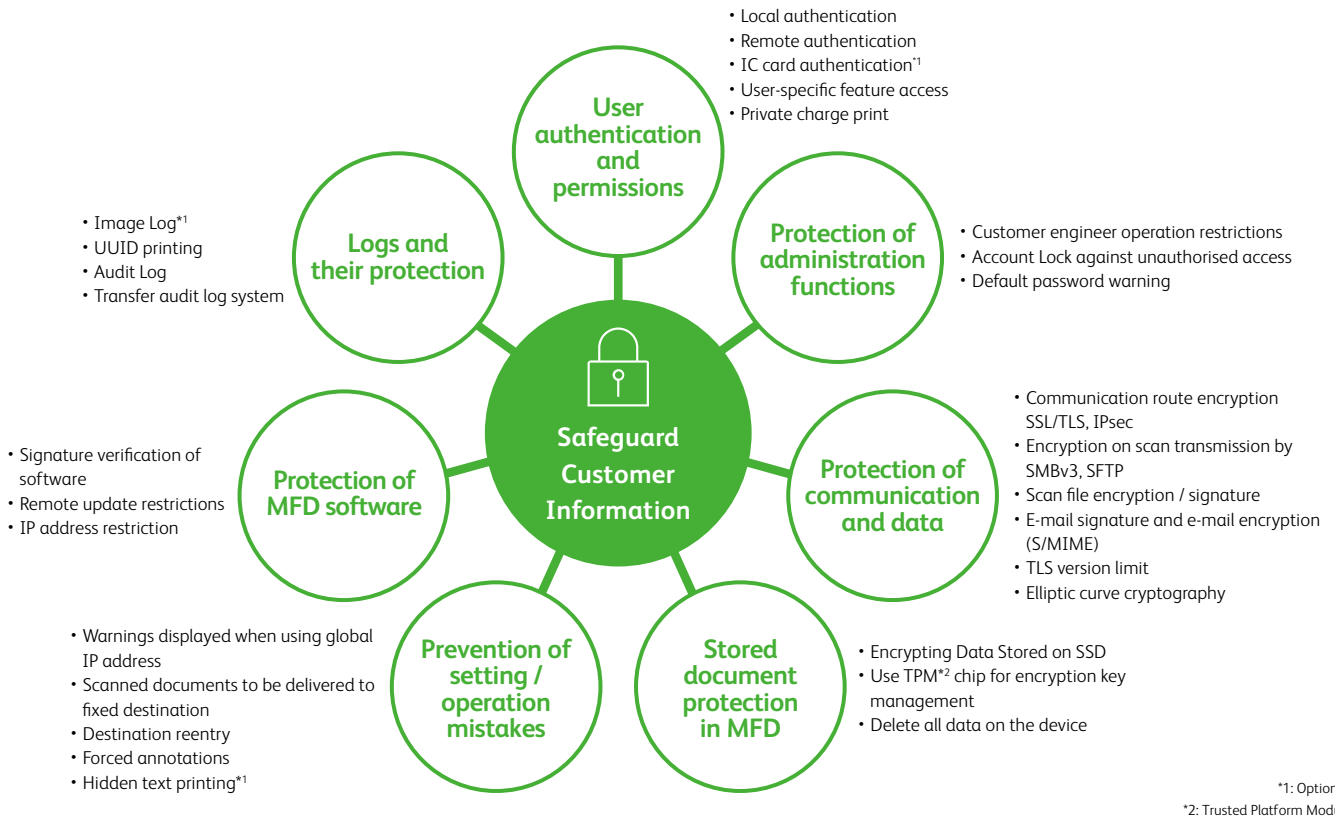 • Local authentication
• Remote authentication
• IC card authentication*1
• User-specific feature access
• Private charge print
User
authentication
and
permissions
• Image Log*1
• UUID printing
• Audit Log
• Transfer audit log system
Logs and
their protection
Protection of
administration
functions
• Customer engineer operation restrictions
• Account Lock against unauthorised access
• Default password warning
Safeguard
Customer
Information
• Signature verification of
software
• Remote update restrictions
• IP address restriction
Protection of
MFD software
Protection of
communication
and data
• Communication route encryption
SSL/TLS, IPsec
• Encryption on scan transmission by
SMBv3, SFTP
• Scan file encryption / signature
• E-mail signature and e-mail encryption
(S/MIME)
• TLS version limit
• Elliptic curve cryptography
• Warnings displayed when using global
IP address
• Scanned documents to be delivered to
fixed destination
• Destination reentry
• Forced annotations
• Hidden text printing*1
Prevention of
setting /
operation
mistakes
Stored
document
protection
in MFD
• Encrypting Data Stored on SSD
• Use TPM*2 chip for encryption key
management
• Delete all data on the device
*1: Option
*2: Trusted Platform